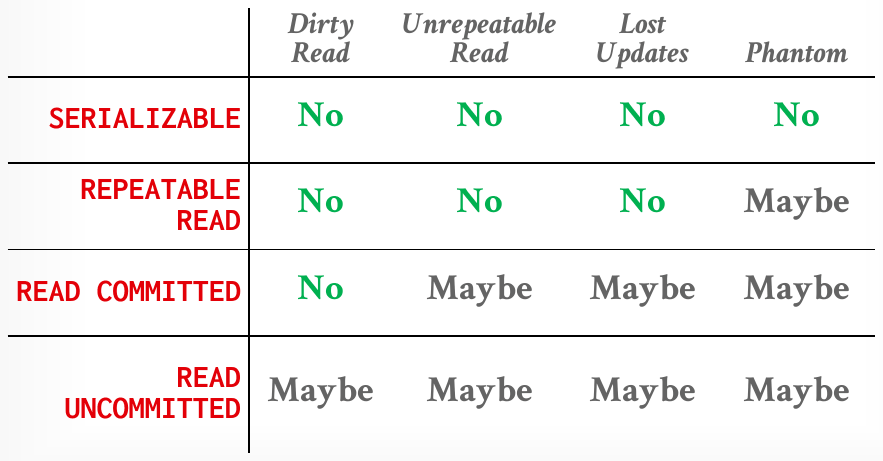 Dirty Read Unrepeatable Read Lost Updates Phantom
SERIALIZABLE No No No No
REPEATABLE READ No No No Maybe
READ COMMITTED No Maybe Maybe Maybe
READ UNCOMMITTED Maybe Maybe Maybe Maybe